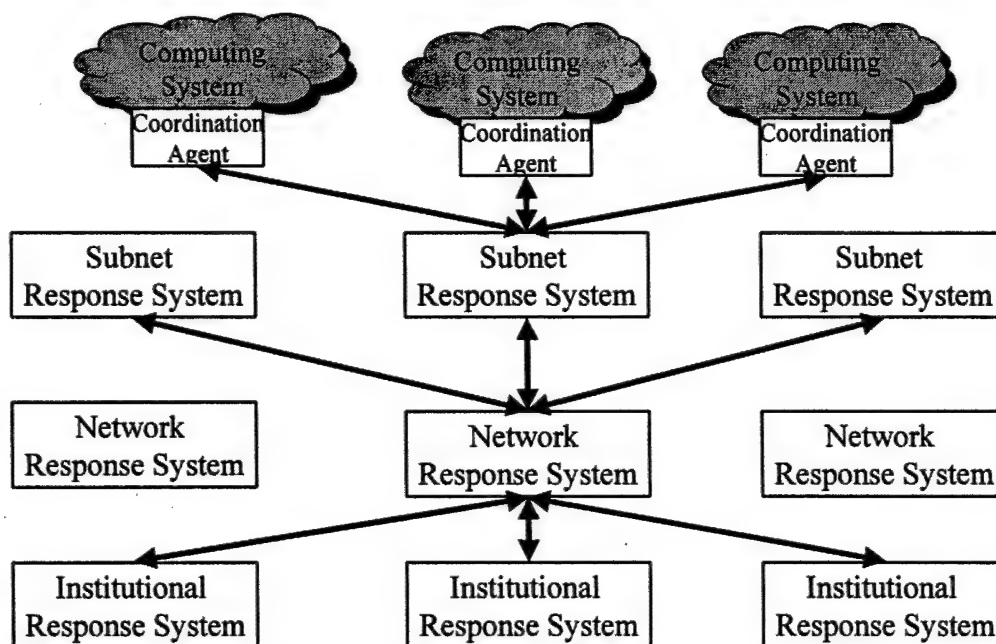 Computing
System
Coordination
Agent
Computing
System
Coordination
Agent
Computing
System
Coordination
Agent
Subnet
Response System
Subnet
Response System
Subnet
Response System
Network
Response System
Network
Response System
Network
Response System
Institutional
Response System
Institutional
Response System
Institutional
Response System